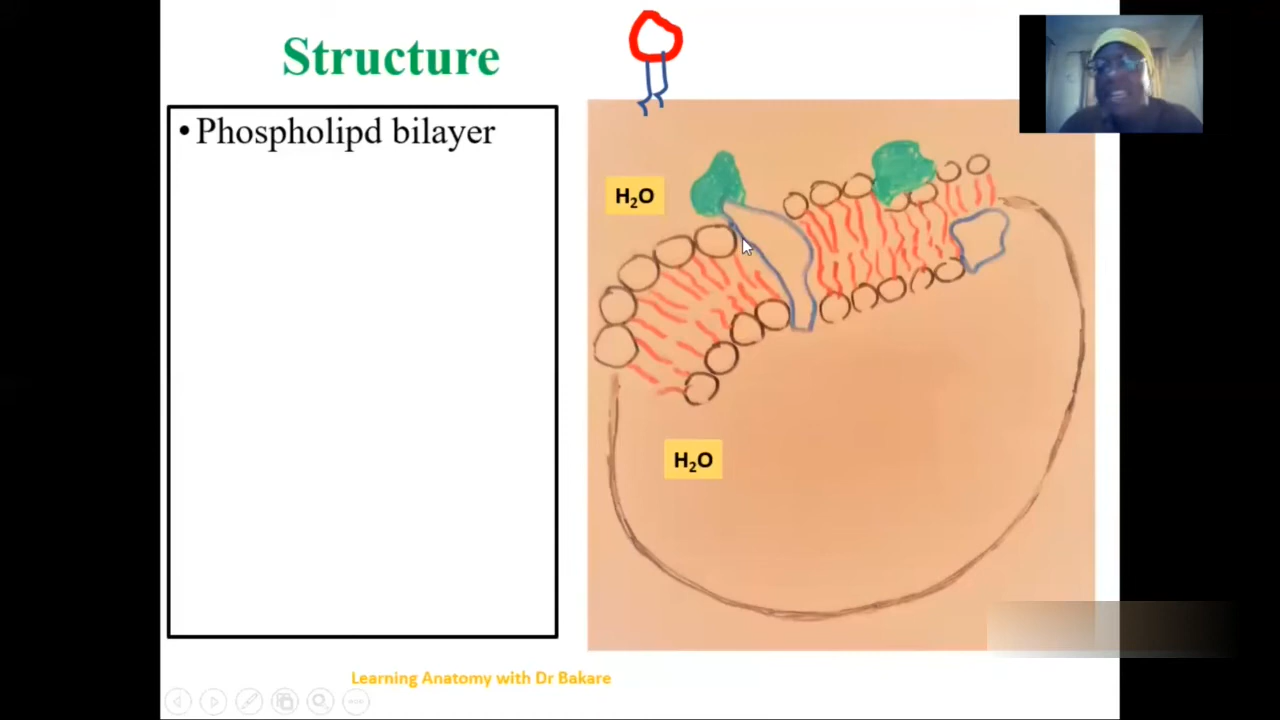 Structure
• Phospholipd bilayer
H₂O
H₂O
Learning Anatomy with Dr Bakare